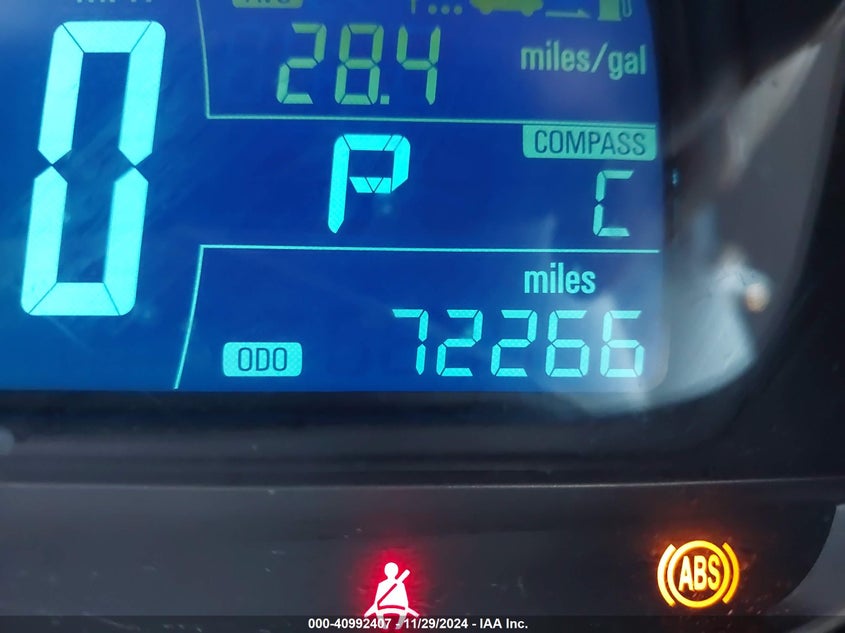 28.4 miles/gal
0
P
COMPASS
C
miles
ODO 72266
ABS
000-40992407 - 11/29/2024 - IAA Inc.